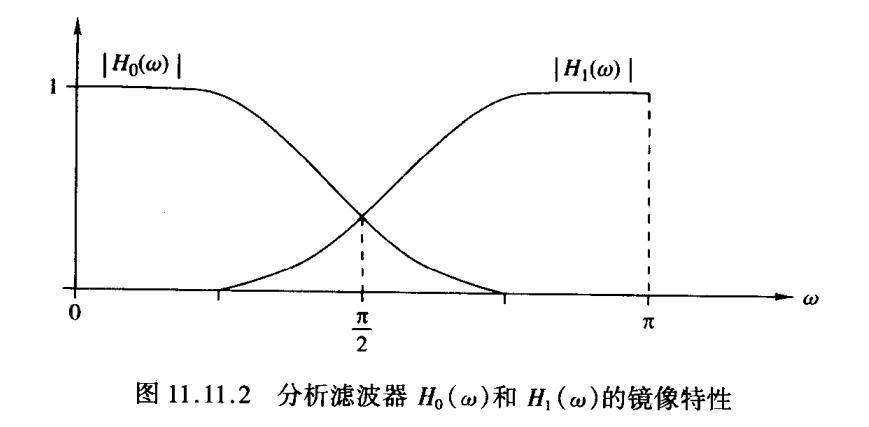 |H₀(ω)|
|H₁(ω)|
1
0
π/2
π
ω
图 11.11.2 分析滤波器 H₀(ω)和 H₁(ω)的镜像特性